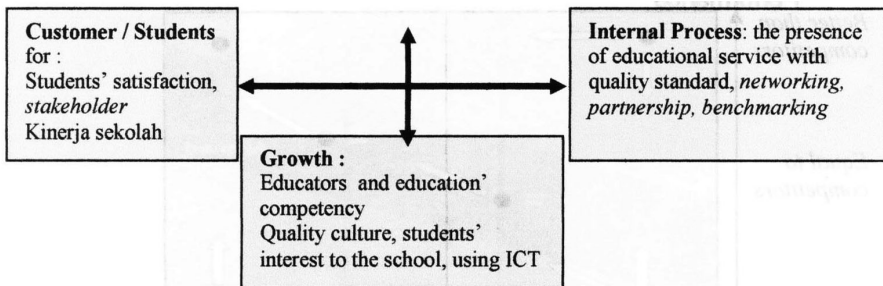 Customer / Students
for :
Students' satisfaction,
stakeholder
Kinerja sekolah
Internal Process: the presence
of educational service with
quality standard, networking,
partnership, benchmarking
Growth :
Educators and education'
competency
Quality culture, students'
interest to the school, using ICT